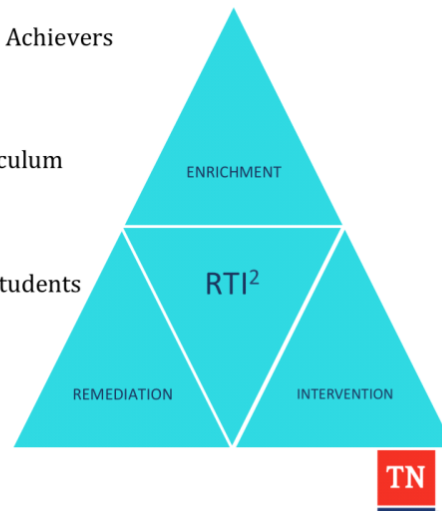 Achievers
culum
ENRICHMENT
tudents
RTI²
REMEDIATION
INTERVENTION
TN